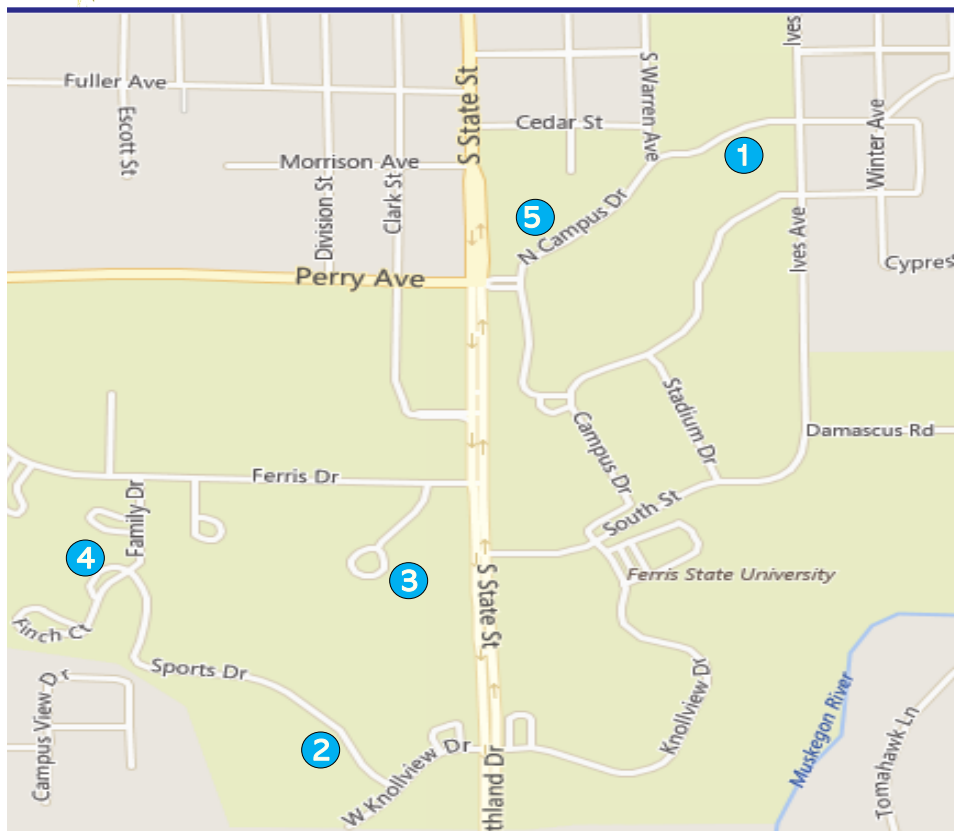 Ives
Fuller Ave
S State St
S Warren Ave
Escott St
Cedar St
Winter Ave
1
Morrison Ave
Division St
Clark St
5
N Campus Dr
Ives Ave
Perry Ave
Cypres
Stadium Dr
Campus Dr
Damascus Rd
Ferris Dr
Family Dr
South St
4
3
Ferris State University
S State St
Finch Ct
Sports Dr
Knollview Dr
Campus View Dr
Muskegon River
Tomahawk Ln
2
W Knollview Dr
thland Dr